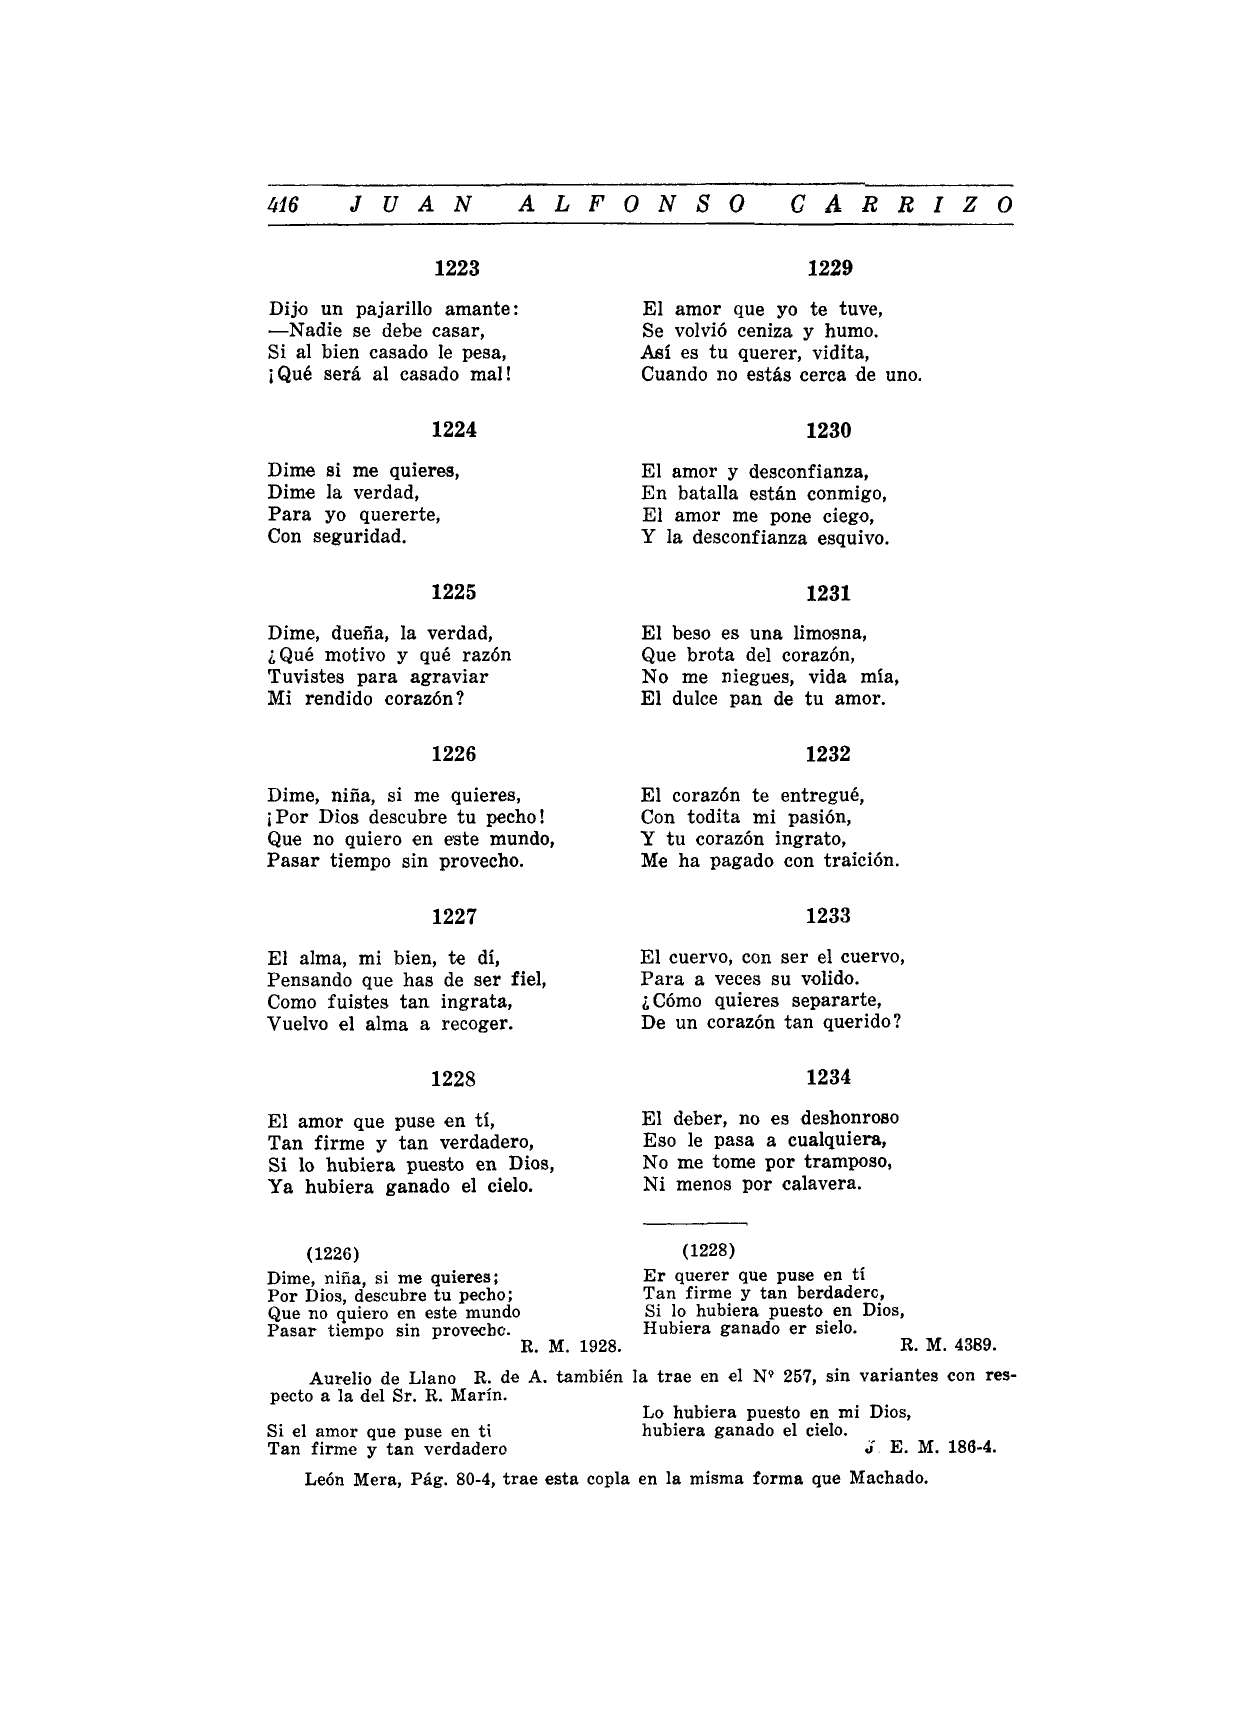 416 JUAN ALFONSO CARRIZO
1223
Dijo un pajarillo amante:
—Nadie se debe casar,
Si al bien casado le pesa,
¡Qué será al casado mal!
1224
Dime si me quieres,
Dime la verdad,
Para yo quererte,
Con seguridad.
1225
Dime, dueña, la verdad,
¿Qué motivo y qué razón
Tuvistes para agraviar
Mi rendido corazón?
1226
Dime, niña, si me quieres,
¡Por Dios descubre tu pecho!
Que no quiero en este mundo,
Pasar tiempo sin provecho.
1227
El alma, mi bien, te dí,
Pensando que has de ser fiel,
Como fuistes tan ingrata,
Vuelvo el alma a recoger.
1228
El amor que puse en tí,
Tan firme y tan verdadero,
Si lo hubiera puesto en Dios,
Ya hubiera ganado el cielo.
1229
El amor que yo te tuve,
Se volvió ceniza y humo.
Así es tu querer, vidita,
Cuando no estás cerca de uno.
1230
El amor y desconfianza,
En batalla están conmigo,
El amor me pone ciego,
Y la desconfianza esquivo.
1231
El beso es una limosna,
Que brota del corazón,
No me niegues, vida mía,
El dulce pan de tu amor.
1232
El corazón te entregué,
Con todita mi pasión,
Y tu corazón ingrato,
Me ha pagado con traición.
1233
El cuervo, con ser el cuervo,
Para a veces su volido.
¿Cómo quieres separarte,
De un corazón tan querido?
1234
El deber, no es deshonroso
Eso le pasa a cualquiera,
No me tome por tramposo,
Ni menos por calavera.
(1226)
Dime, niña, si me quieres;
Por Dios, descubre tu pecho;
Que no quiero en este mundo
Pasar tiempo sin provecho.
R. M. 1928.
(1228)
Er querer que puse en tí
Tan firme y tan berdadero,
Si lo hubiera puesto en Dios,
Hubiera ganado er sielo.
R. M. 4389.
Aurelio de Llano R. de A. también la trae en el Nº 257, sin variantes con res-
pecto a la del Sr. R. Marín.
Si el amor que puse en ti
Tan firme y tan verdadero
Lo hubiera puesto en mi Dios,
hubiera ganado el cielo.
J E. M. 186-4.
León Mera, Pág. 80-4, trae esta copla en la misma forma que Machado.